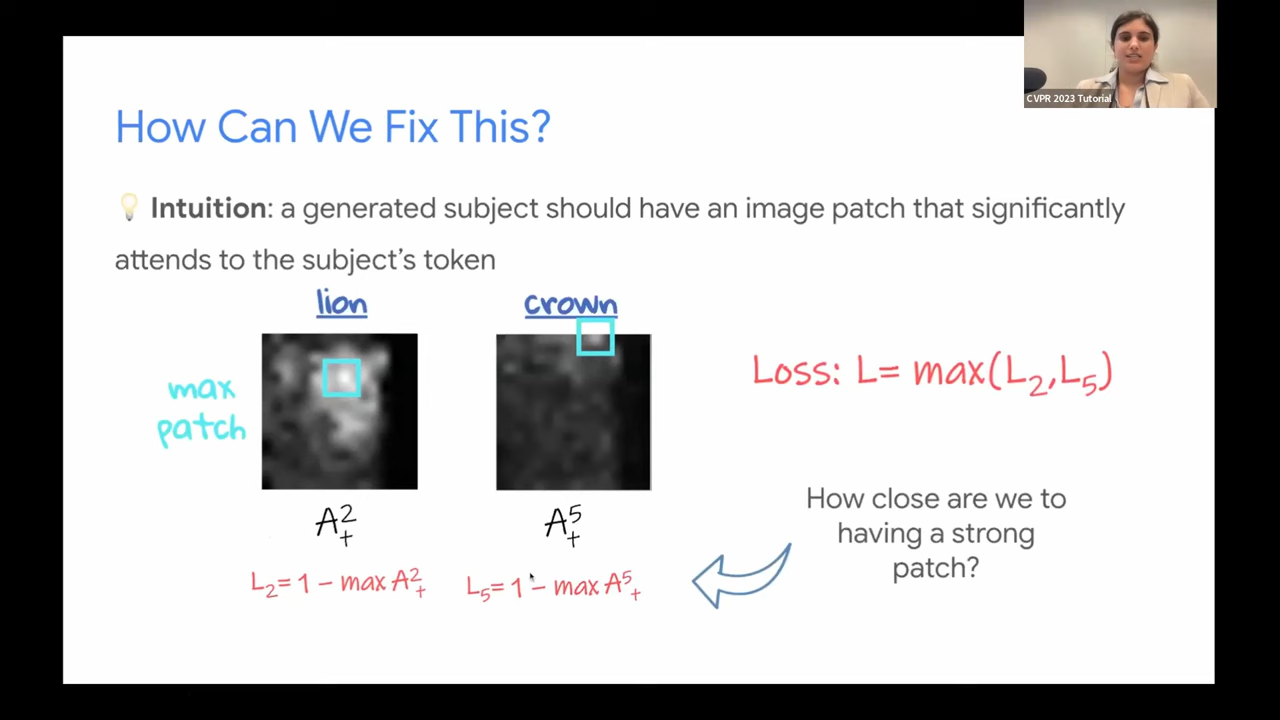 CVPR 2023 Tutorial
How Can We Fix This?
💡 Intuition: a generated subject should have an image patch that significantly
attends to the subject's token
lion
crown
max
patch
Loss: L= max(L₂,L₅)
A²₊
A⁵₊
L₂= 1 – max A²₊
L₅= 1 – max A⁵₊
How close are we to
having a strong
patch?